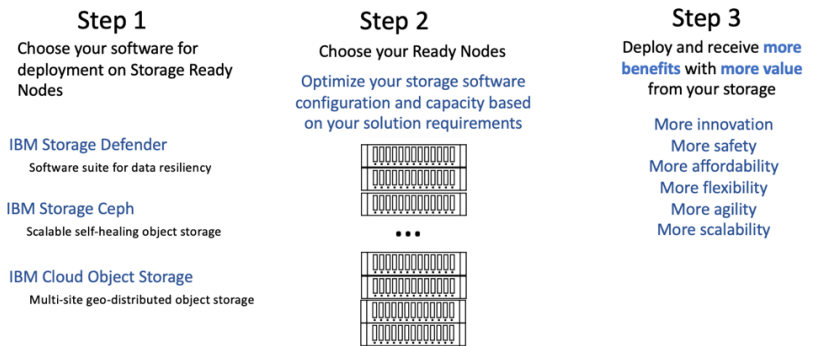 Step 1
Choose your software for
deployment on Storage Ready
Nodes
IBM Storage Defender
Software suite for data resiliency
IBM Storage Ceph
Scalable self-healing object storage
IBM Cloud Object Storage
Multi-site geo-distributed object storage
Step 2
Choose your Ready Nodes
Optimize your storage software
configuration and capacity based
on your solution requirements
...
Step 3
Deploy and receive more
benefits with more value
from your storage
More innovation
More safety
More affordability
More flexibility
More agility
More scalability